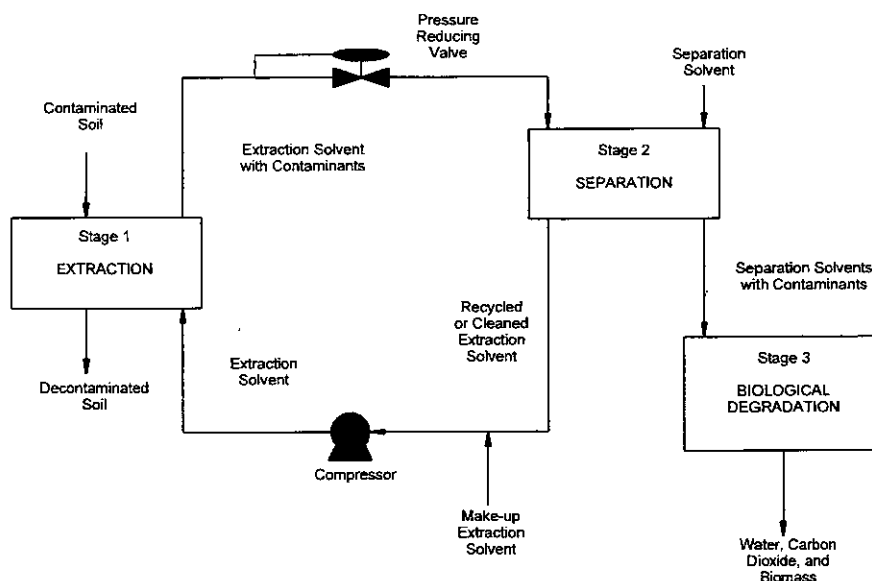 Pressure
Reducing
Valve
Separation
Solvent
Contaminated
Soil
Extraction Solvent
with Contaminants
Stage 2
SEPARATION
Stage 1
EXTRACTION
Separation Solvents
with Contaminants
Recycled
or Cleaned
Extraction
Solvent
Extraction
Solvent
Decontaminated
Soil
Stage 3
BIOLOGICAL
DEGRADATION
Compressor
Make-up
Extraction
Solvent
Water, Carbon
Dioxide, and
Biomass